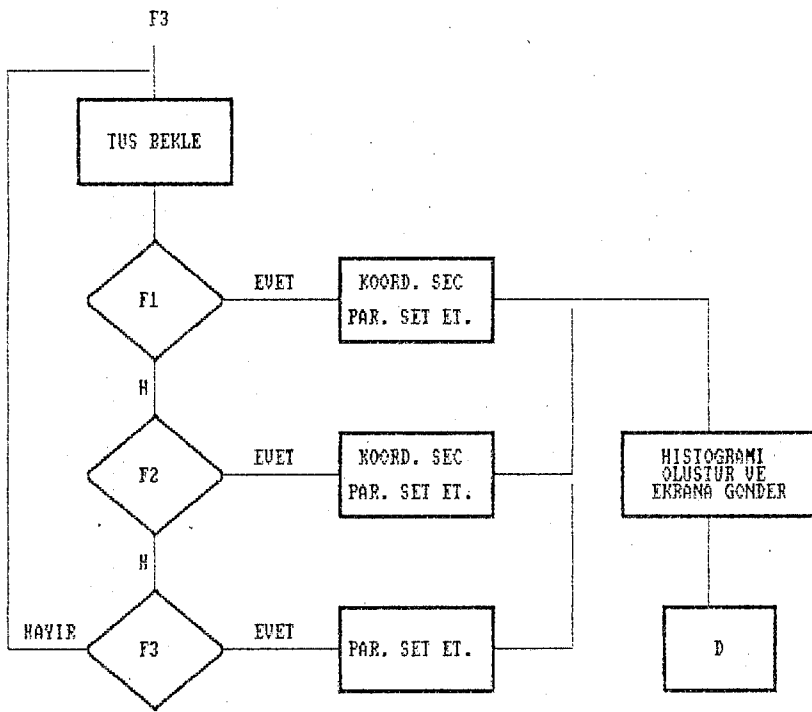 F3
TUS BEKLE
F1
EVET
KOORD. SEC
PAR. SET ET.
H
F2
EVET
KOORD. SEC
PAR. SET ET.
HISTOGRAMI
OLUSTUR VE
EKRANA GONDER
H
HAYIR
F3
EVET
PAR. SET ET.
D